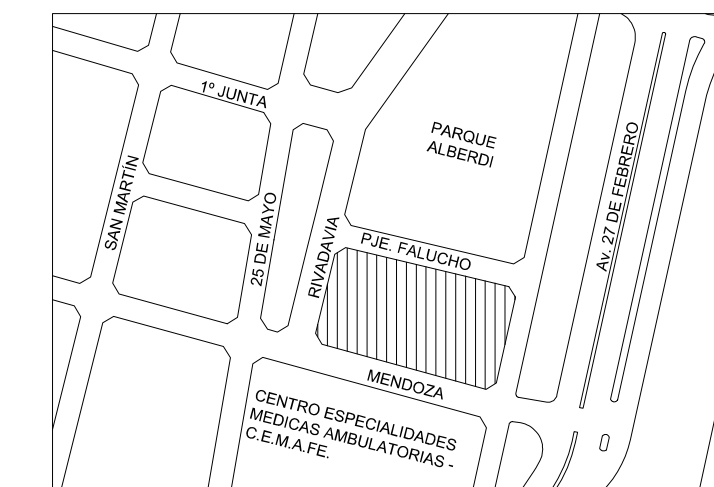 1º JUNTA
PARQUE
ALBERDI
SAN MARTÍN
25 DE MAYO
RIVADAVIA
PJE. FALUCHO
Av. 27 DE FEBRERO
MENDOZA
CENTRO ESPECIALIDADES
MEDICAS AMBULATORIAS -
C.E.M.A.FE.